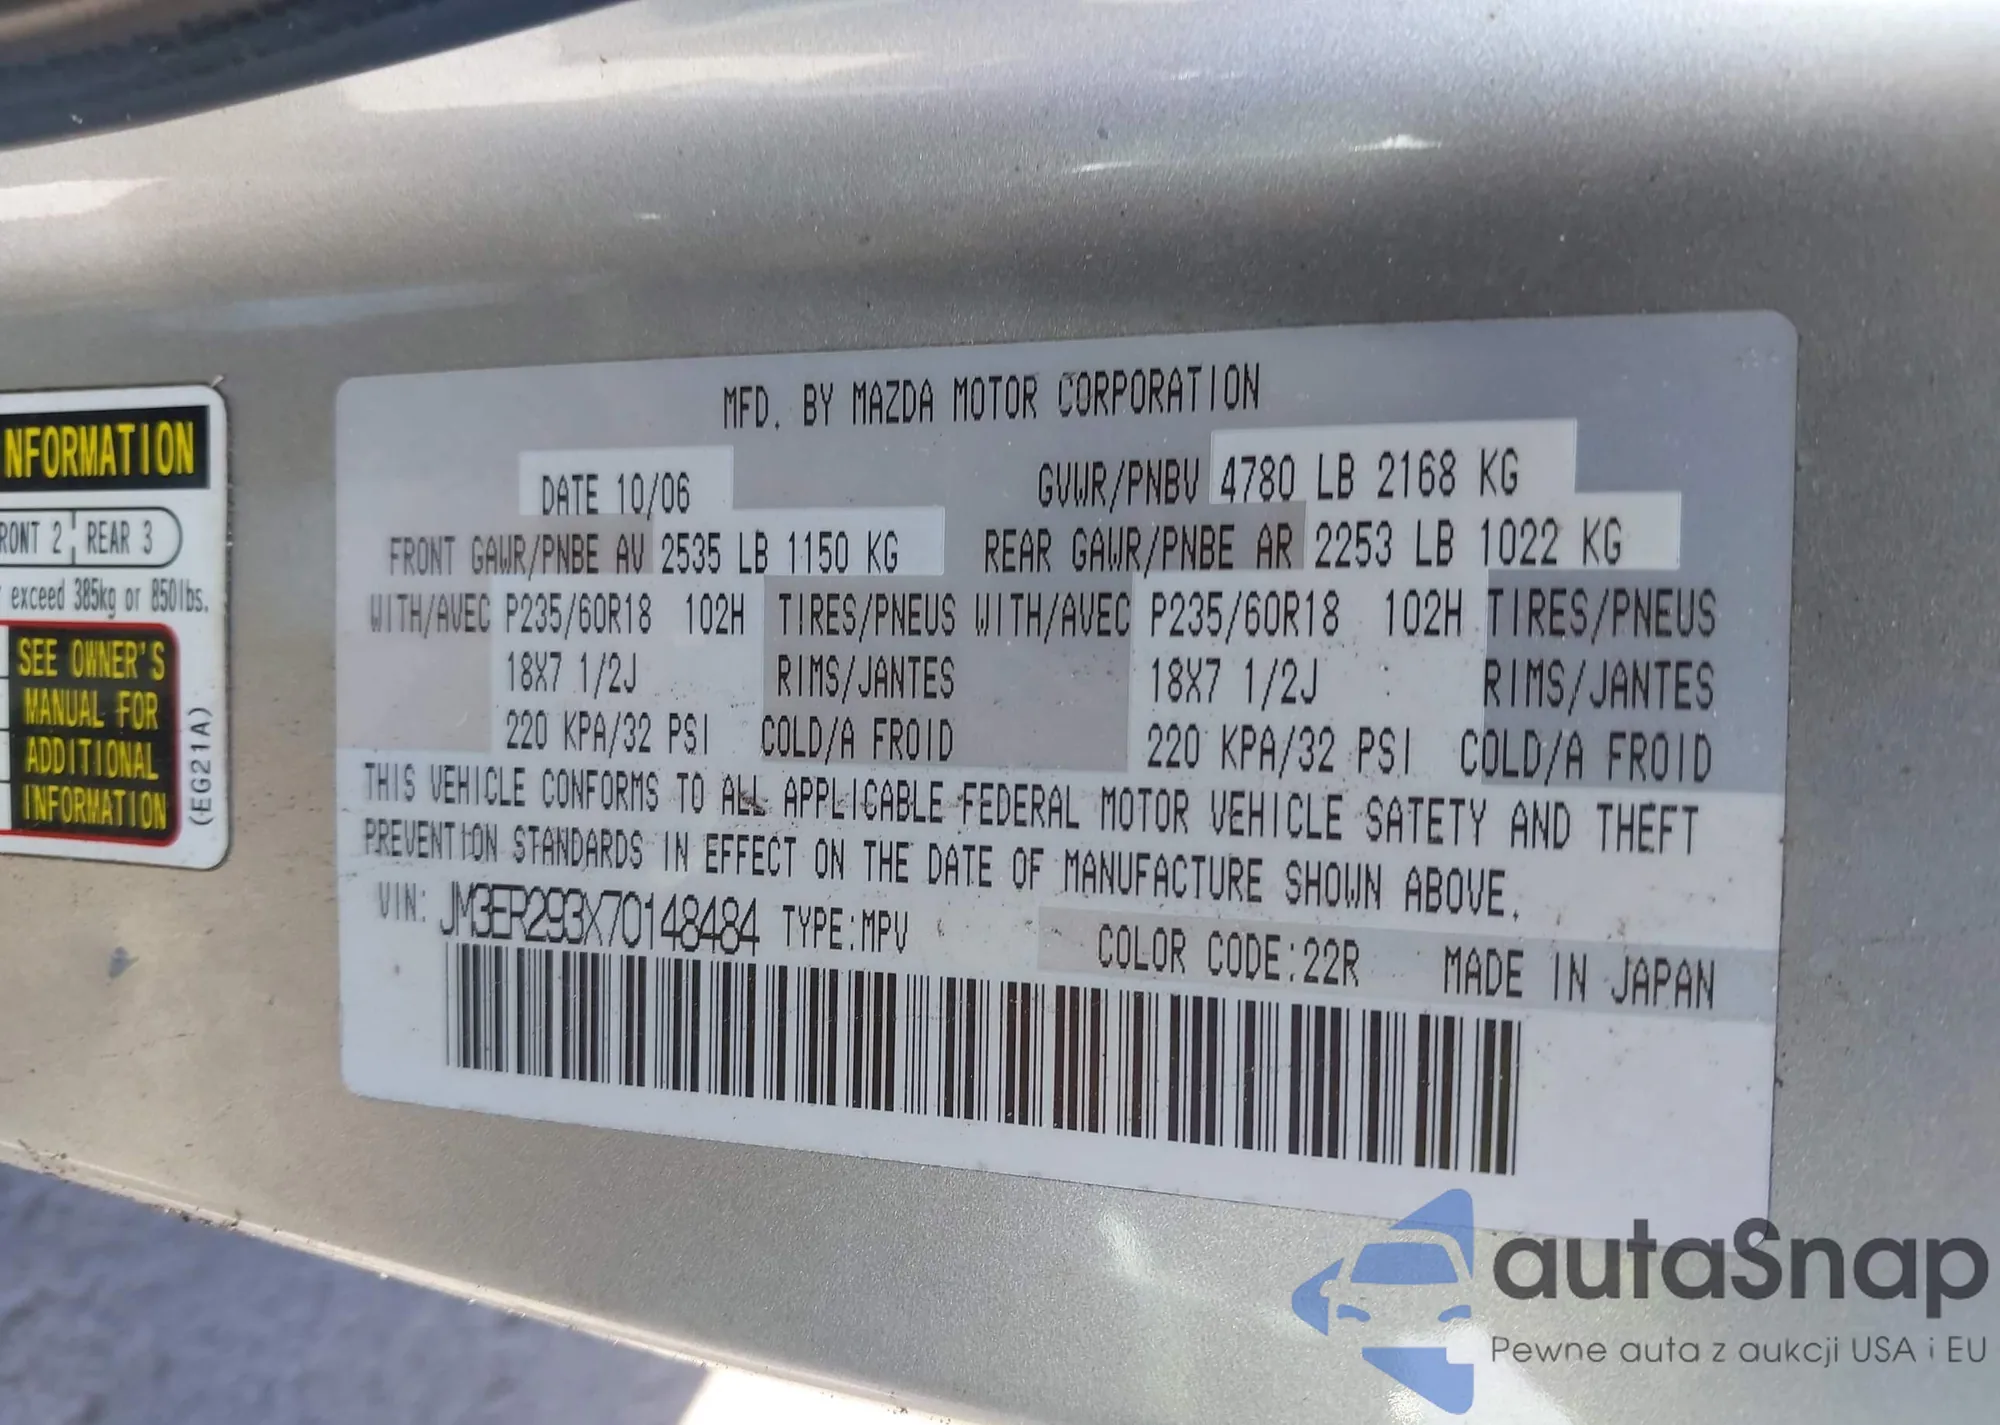 NFORMATION
RONT 2 REAR 3
exceed 385kg or 850lbs.
SEE OWNER'S
MANUAL FOR
ADDITIONAL
INFORMATION
(EG21A)
MFD. BY MAZDA MOTOR CORPORATION
DATE 10/06 GVWR/PNBV 4780 LB 2168 KG
FRONT GAWR/PNBE AV 2535 LB 1150 KG REAR GAWR/PNBE AR 2253 LB 1022 KG
WITH/AVEC P235/60R18 102H TIRES/PNEUS WITH/AVEC P235/60R18 102H TIRES/PNEUS
18X7 1/2J RIMS/JANTES 18X7 1/2J RIMS/JANTES
220 KPA/32 PSI COLD/A FROID 220 KPA/32 PSI COLD/A FROID
THIS VEHICLE CONFORMS TO ALL APPLICABLE FEDERAL MOTOR VEHICLE SATETY AND THEFT
PREVENTION STANDARDS IN EFFECT ON THE DATE OF MANUFACTURE SHOWN ABOVE.
VIN: JM3ER293X70148484 TYPE:MPV COLOR CODE:22R MADE IN JAPAN
autaSnap
Pewne auta z aukcji USA i EU